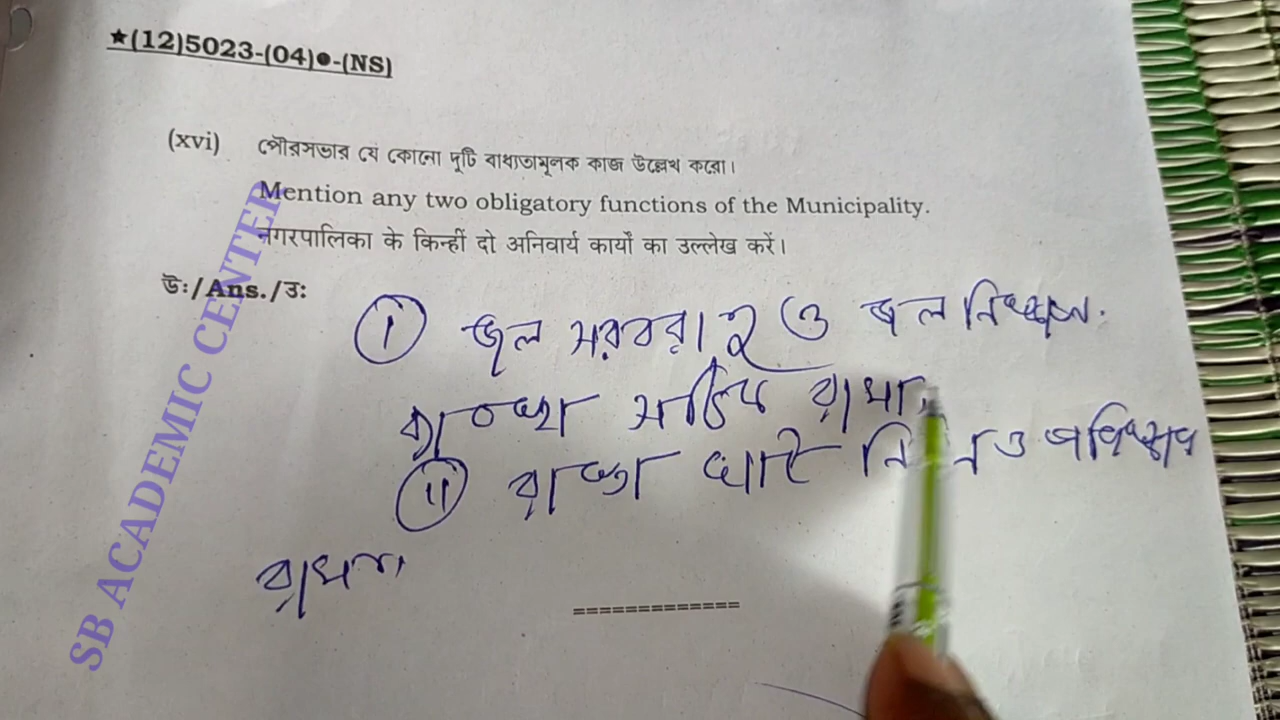 ★(12)5023-(04)●-(NS)
(xvi) পৌরসভার যে কোনো দুটি বাধ্যতামূলক কাজ উল্লেখ করো।
Mention any two obligatory functions of the Municipality.
नगरपालिका के किन्हीं दो अनिवार्य कार्यों का उल्लेख करें।
উঃ/Ans./उ:
(i) জল সরবরাহ ও জল নিষ্কাশন.
ব্যবস্থা সঠিক রাখা
(ii) রাস্তা ঘাট ও পরিষ্কার
রাখা।
SB ACADEMIC CENTER